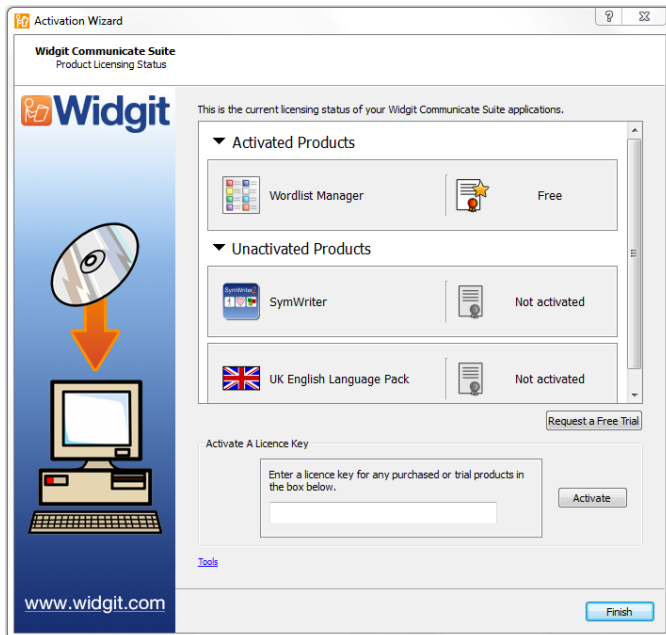 Activation Wizard
Widgit Communicate Suite
Product Licensing Status
Widgit
This is the current licensing status of your Widgit Communicate Suite applications.
Activated Products
Wordlist Manager
Free
Unactivated Products
SymWriter 2
SymWriter
Not activated
UK English Language Pack
Not activated
Request a Free Trial
Activate A Licence Key
Enter a licence key for any purchased or trial products in
the box below.
Activate
Tools
www.widgit.com
Finish